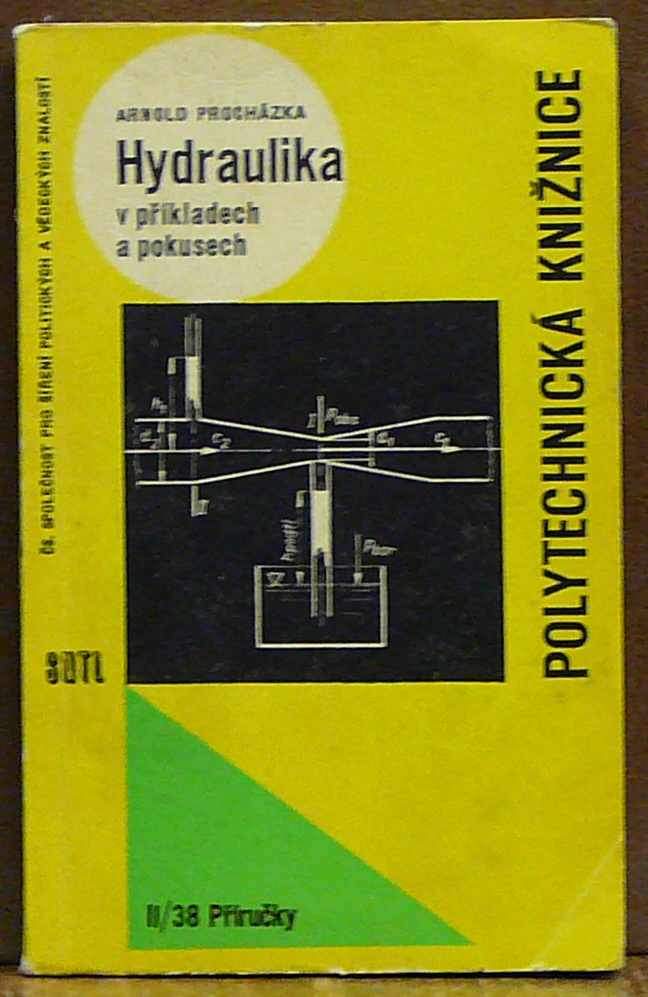 ARNOLD PROCHÁZKA
Hydraulika
v příkladech
a pokusech
POLYTECHNICKÁ KNIŽNICE
ČS. SPOLEČNOST PRO ŠÍŘENÍ POLITICKÝCH A VĚDECKÝCH ZNALOSTÍ
SNTL
II/38 Příručky